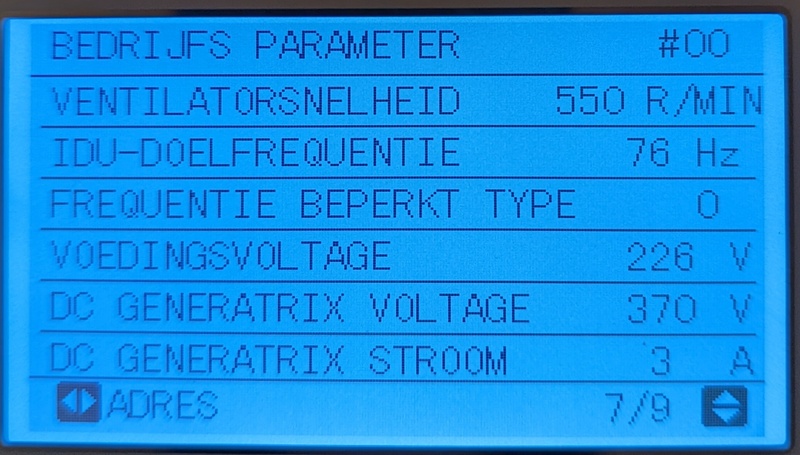 BEDRIJFS PARAMETER #00
VENTILATORSNELHEID 550 R/MIN
IDU-DOELFREQUENTIE 76 Hz
FREQUENTIE BEPERKT TYPE 0
VOEDINGSVOLTAGE 226 V
DC GENERATRIX VOLTAGE 370 V
DC GENERATRIX STROOM 3 A
ADRES 7/9